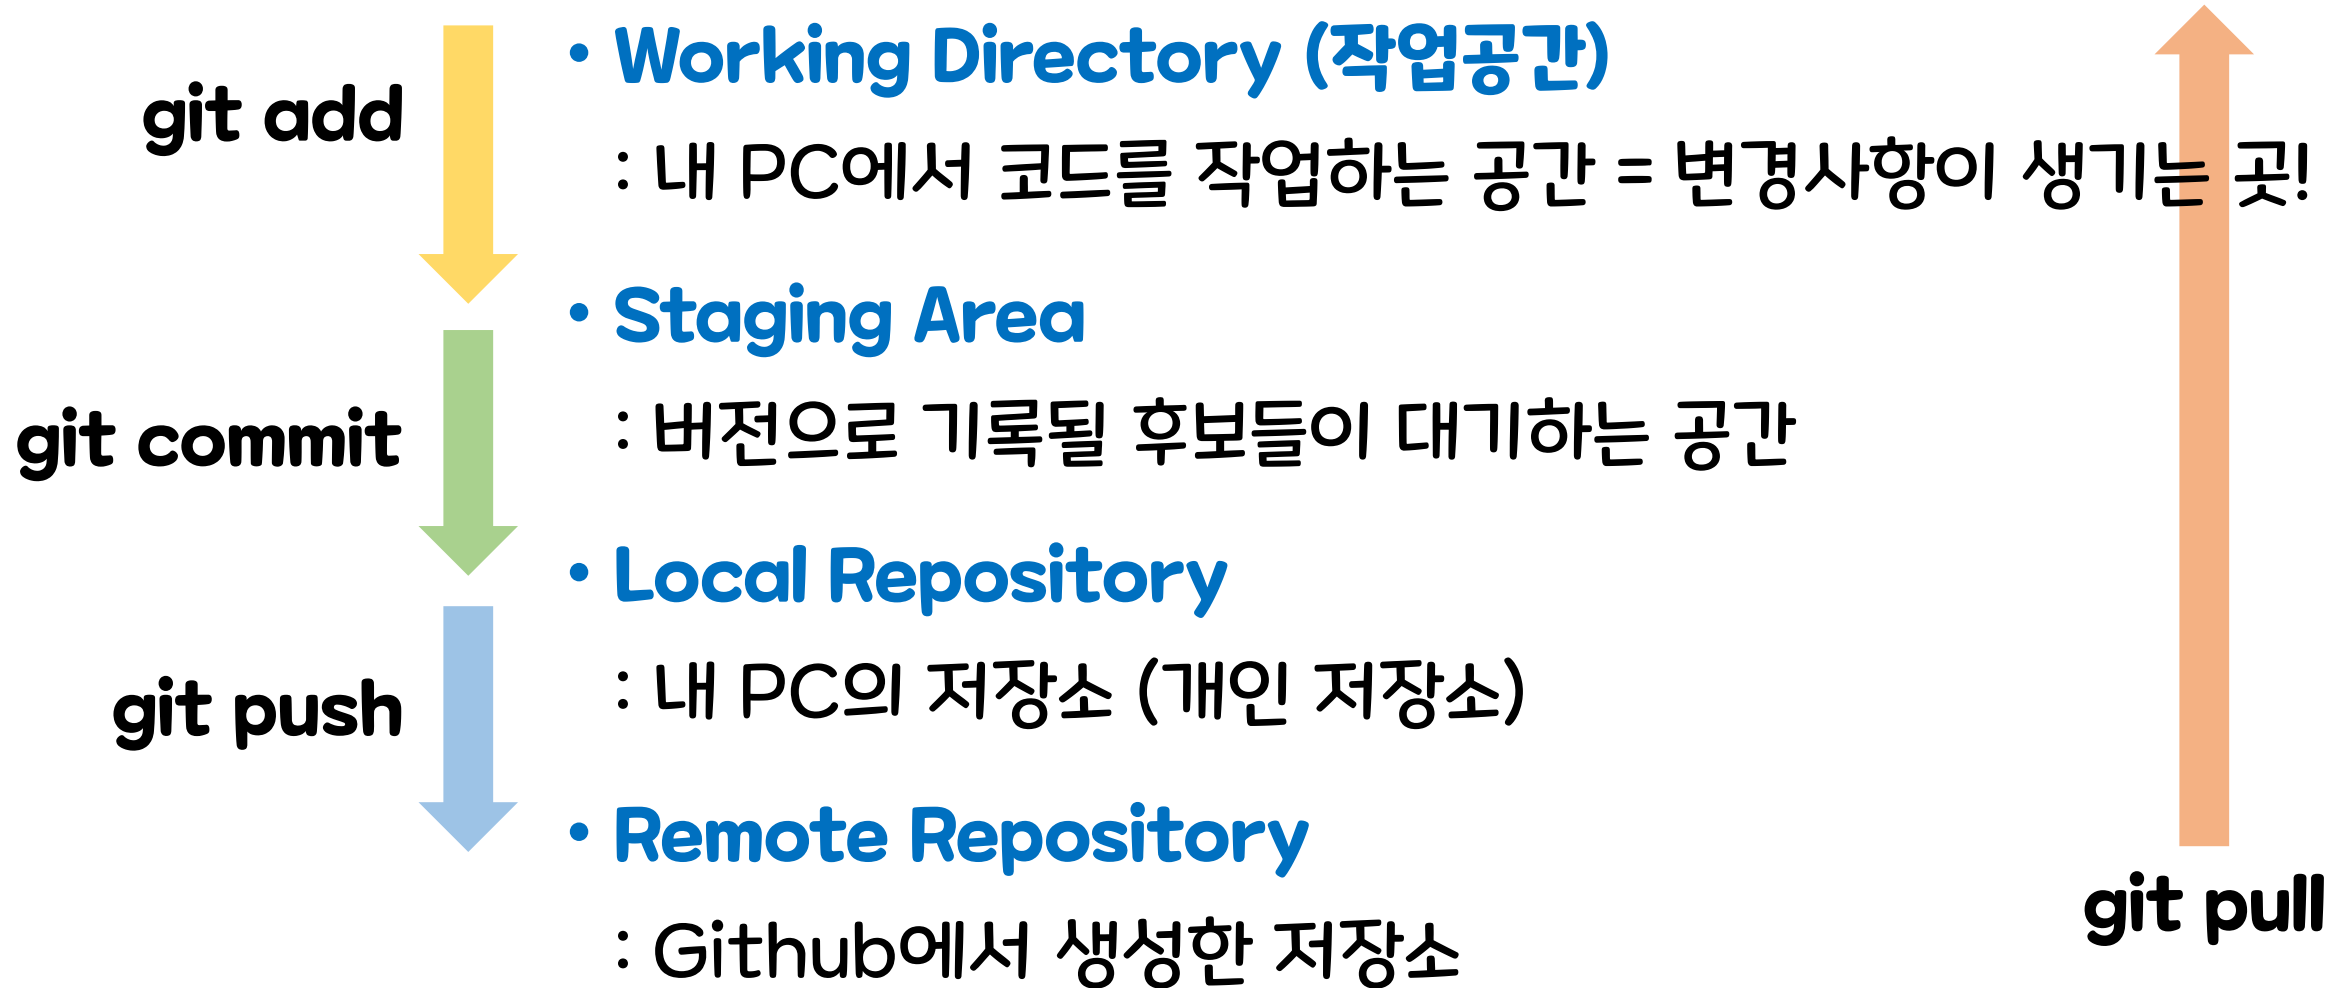 • Working Directory (작업공간)
git add
: 내 PC에서 코드를 작업하는 공간 = 변경사항이 생기는 곳!
• Staging Area
git commit
: 버전으로 기록될 후보들이 대기하는 공간
• Local Repository
git push
: 내 PC의 저장소 (개인 저장소)
• Remote Repository
git pull
: Github에서 생성한 저장소